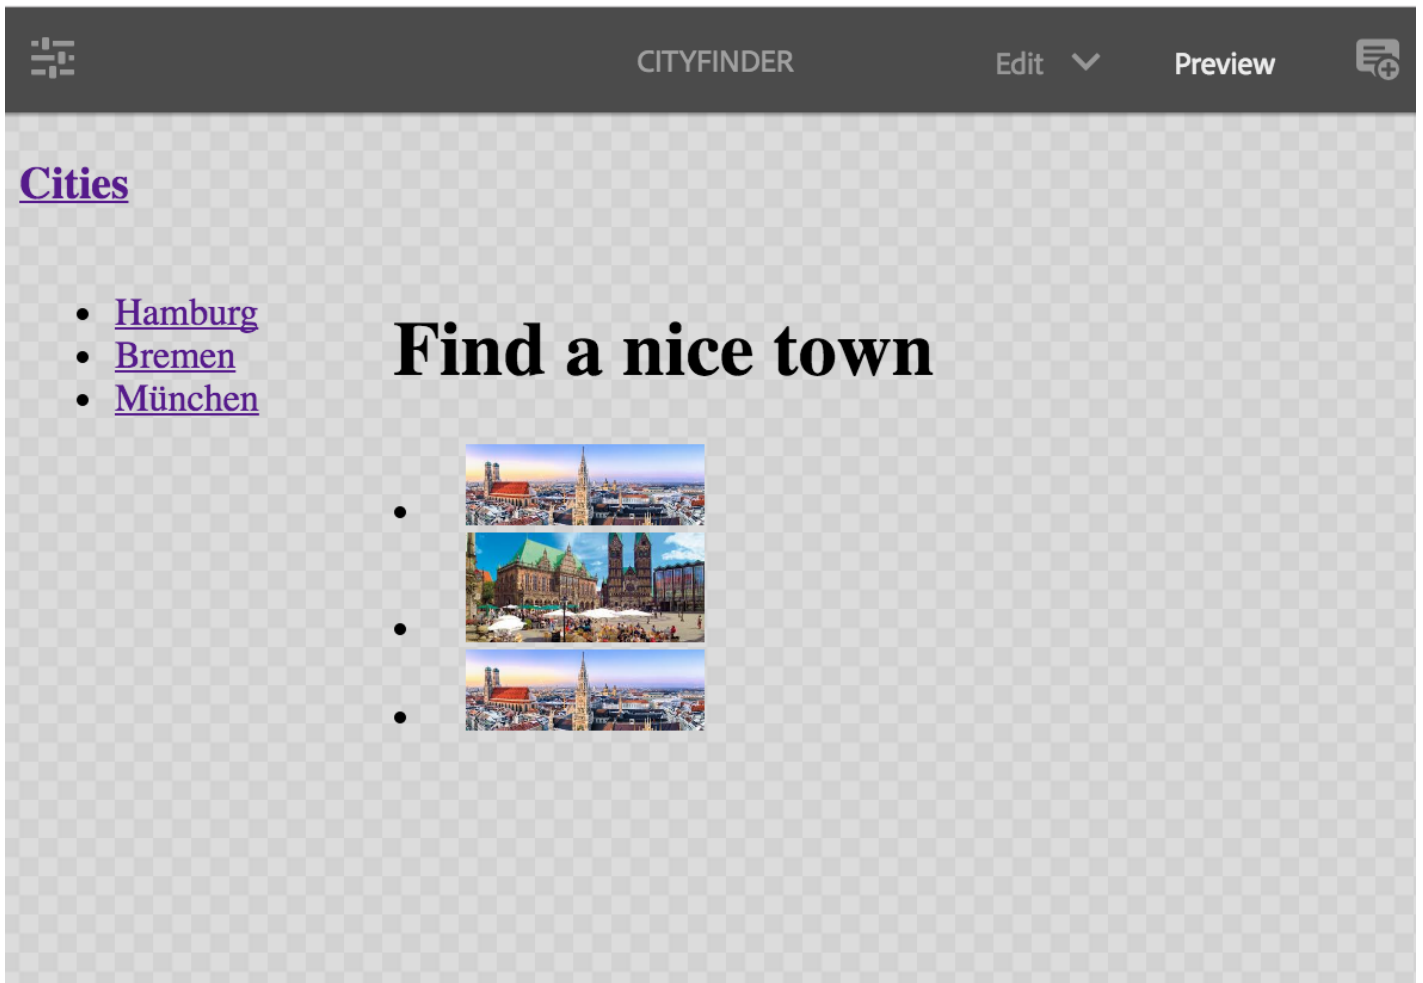 CITYFINDER Edit Preview
Cities
Hamburg
Bremen
München
Find a nice town